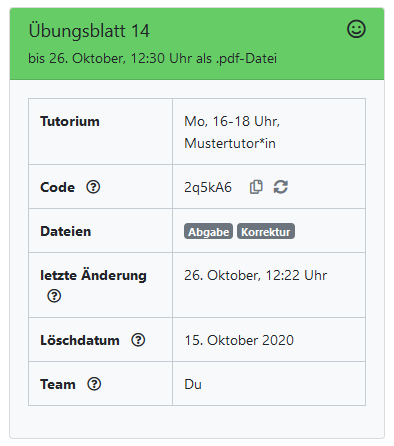 Übungsblatt 14
bis 26. Oktober, 12:30 Uhr als .pdf-Datei
Tutorium
Mo, 16-18 Uhr,
Mustertutor*in
Code
2q5kA6
Dateien
Abgabe Korrektur
letzte Änderung
26. Oktober, 12:22 Uhr
Löschdatum
15. Oktober 2020
Team
Du